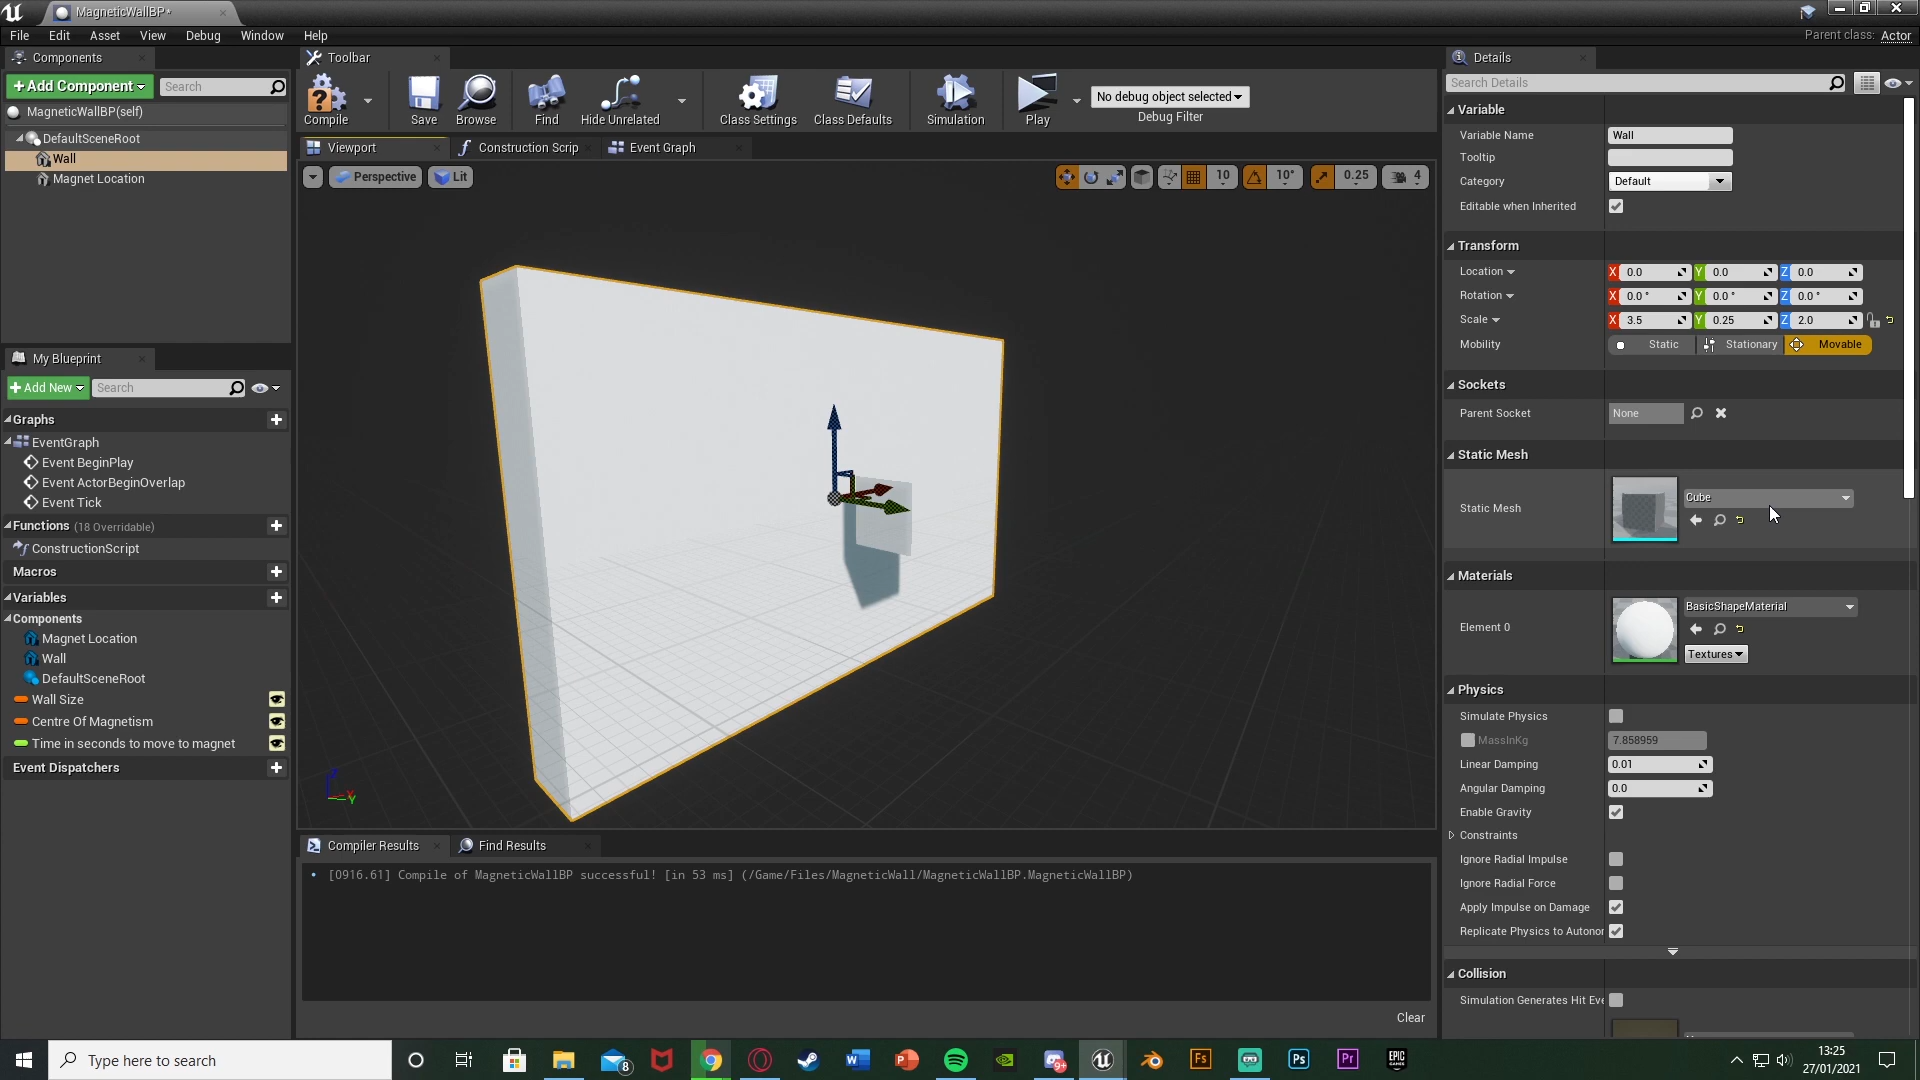 MagneticWallBP*
File Edit Asset View Debug Window Help
Parent class: Actor
Components
+Add Component
Search
MagneticWallBP(self)
DefaultSceneRoot
Wall
Magnet Location
My Blueprint
+Add New
Search
Graphs
EventGraph
Event BeginPlay
Event ActorBeginOverlap
Event Tick
Functions (18 Overridable)
ConstructionScript
Macros
Variables
Components
Magnet Location
Wall
DefaultSceneRoot
Wall Size
Centre Of Magnetism
Time in seconds to move to magnet
Event Dispatchers
Toolbar
Compile
Save
Browse
Find
Hide Unrelated
Class Settings
Class Defaults
Simulation
Play
No debug object selected
Debug Filter
Viewport
Construction Scrip
Event Graph
Perspective
Lit
10
10°
0.25
4
Compiler Results
Find Results
[0916.61] Compile of MagneticWallBP successful! [in 53 ms] (/Game/Files/MagneticWall/MagneticWallBP.MagneticWallBP)
Clear
Details
Search Details
Variable
Variable Name Wall
Tooltip
Category Default
Editable when Inherited
Transform
Location X 0.0 Y 0.0 Z 0.0
Rotation X 0.0 ° Y 0.0 ° Z 0.0 °
Scale X 3.5 Y 0.25 Z 2.0
Mobility Static Stationary Movable
Sockets
Parent Socket None
Static Mesh
Static Mesh Cube
Materials
Element 0 BasicShapeMaterial
Textures
Physics
Simulate Physics
MassInKg 7.858959
Linear Damping 0.01
Angular Damping 0.0
Enable Gravity
Constraints
Ignore Radial Impulse
Ignore Radial Force
Apply Impulse on Damage
Replicate Physics to Autonor
Collision
Simulation Generates Hit Eve
Type here to search
8
9+
Fs
Ps
Pr
EPIC
13:25
27/01/2021